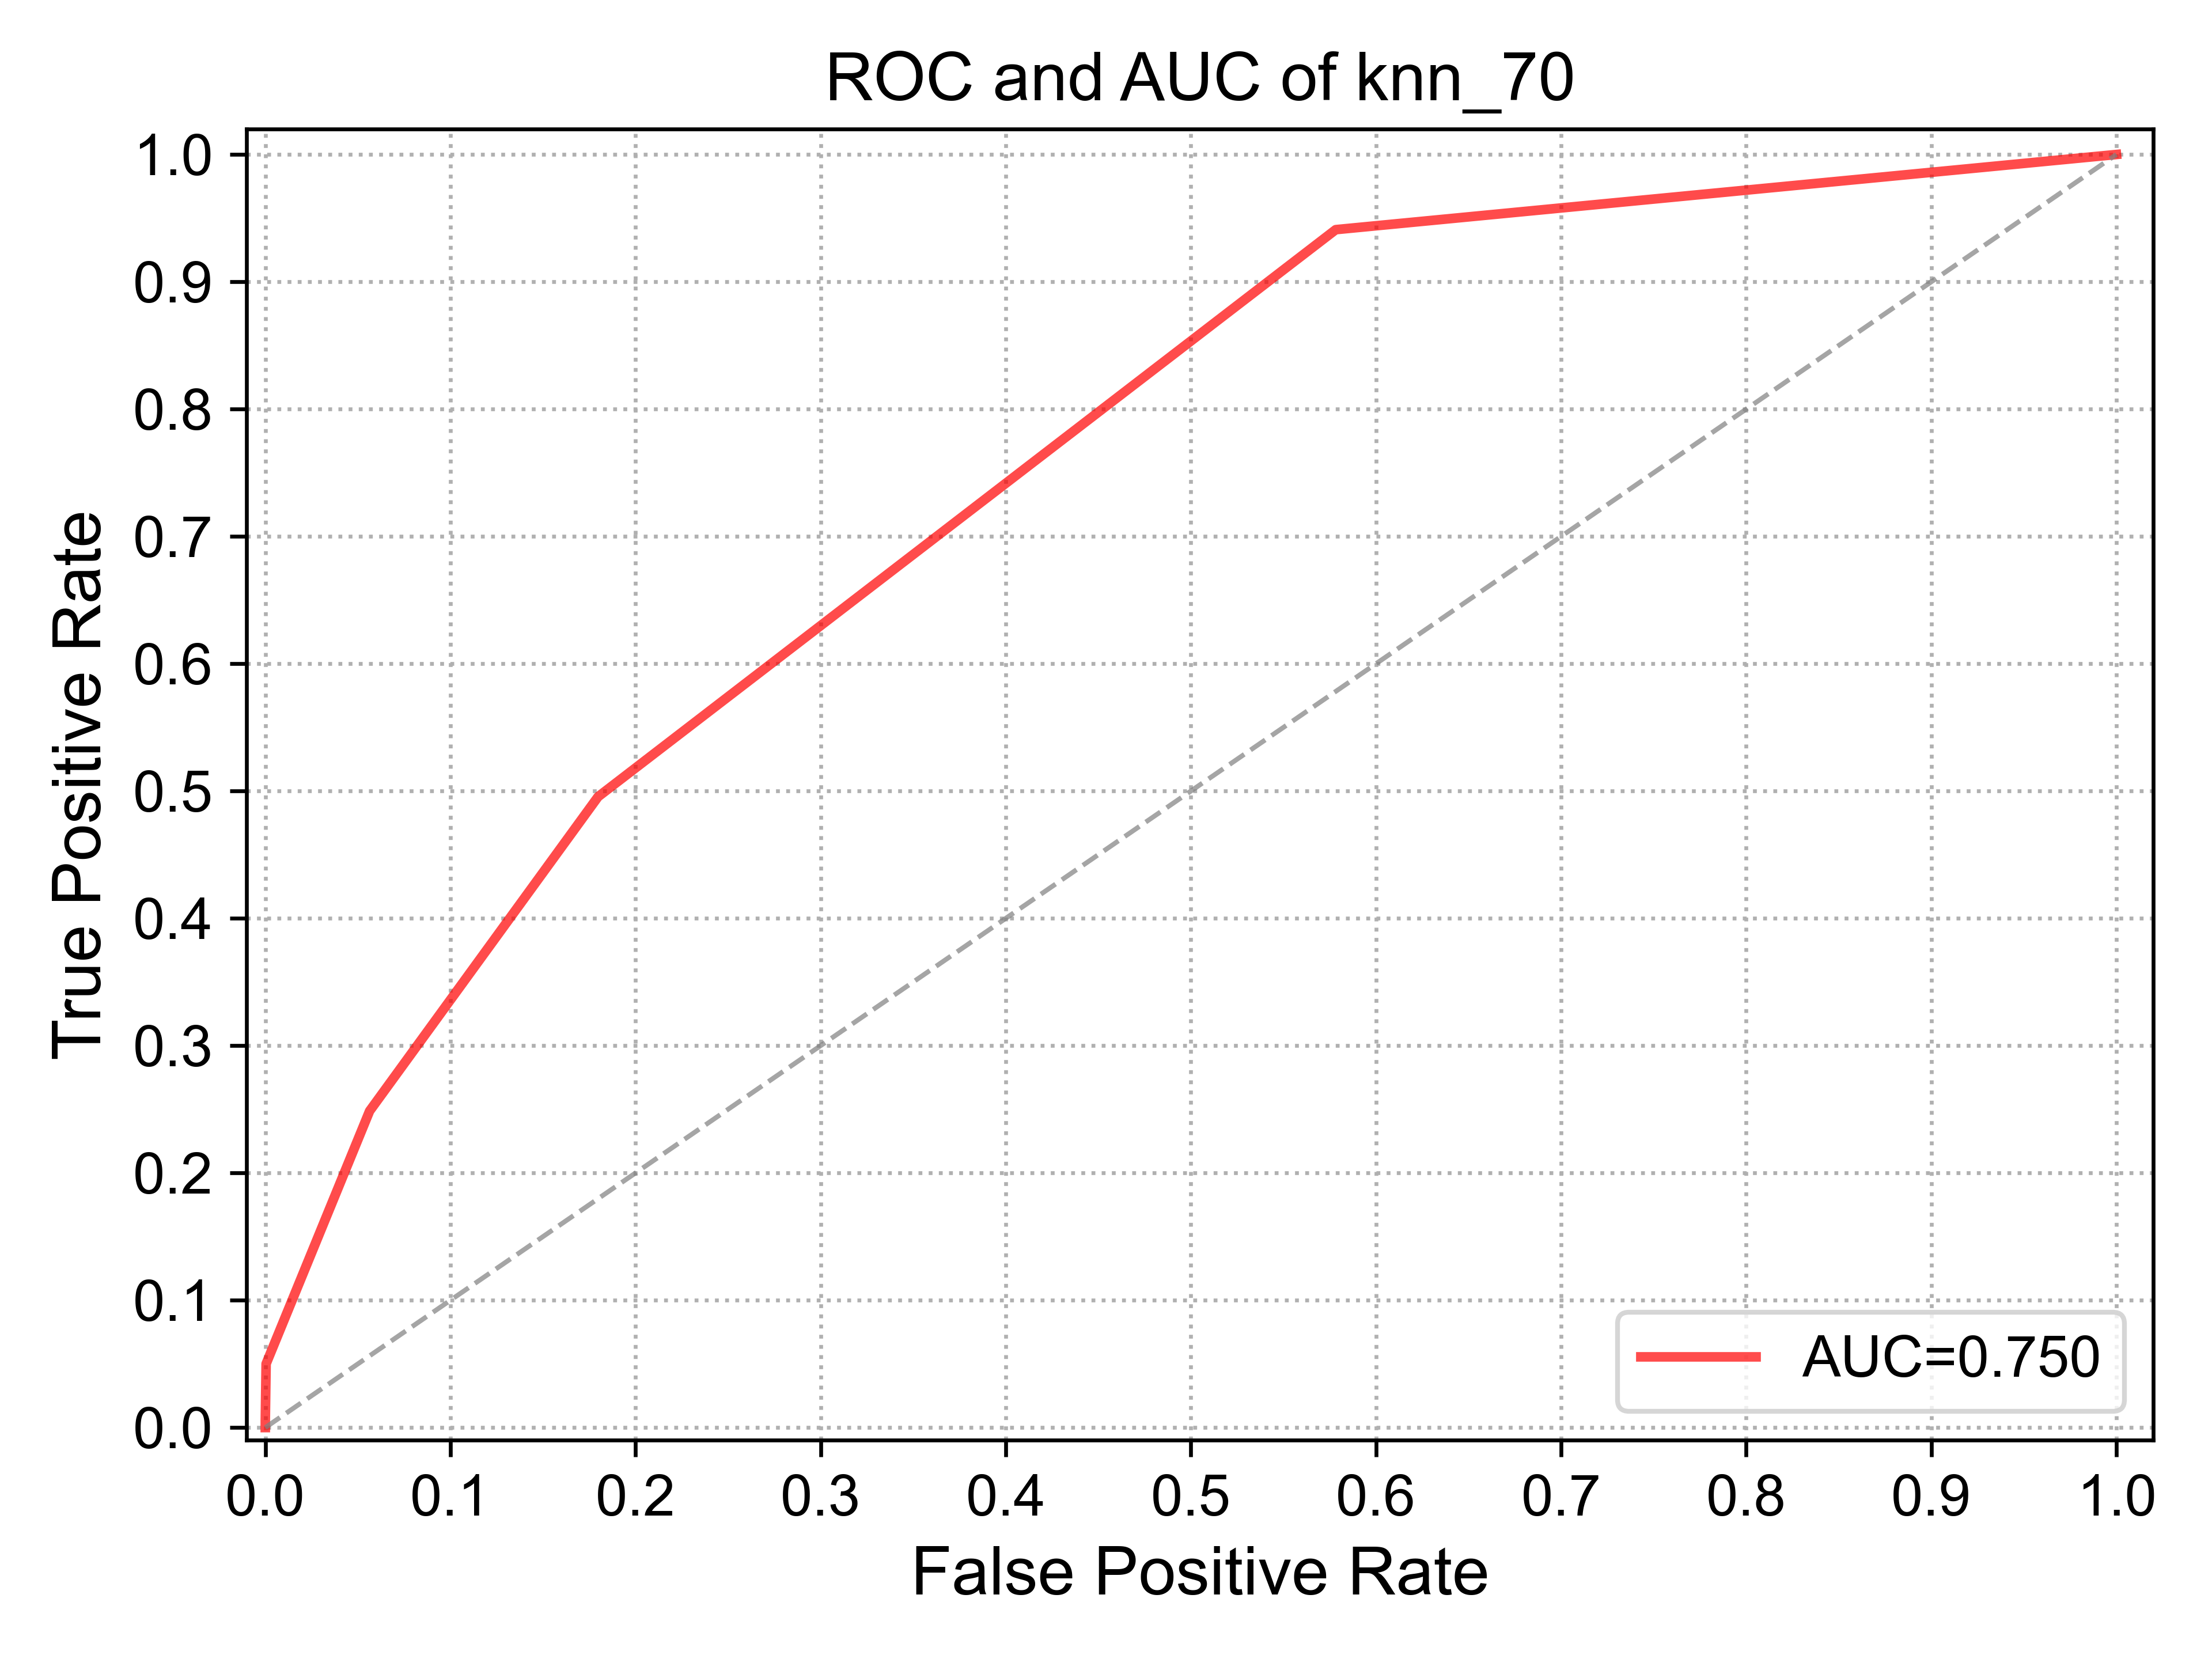 ROC and AUC of knn_70
True Positive Rate
1.0
0.9
0.8
0.7
0.6
0.5
0.4
0.3
0.2
0.1
0.0
AUC=0.750
0.0 0.1 0.2 0.3 0.4 0.5 0.6 0.7 0.8 0.9 1.0
False Positive Rate